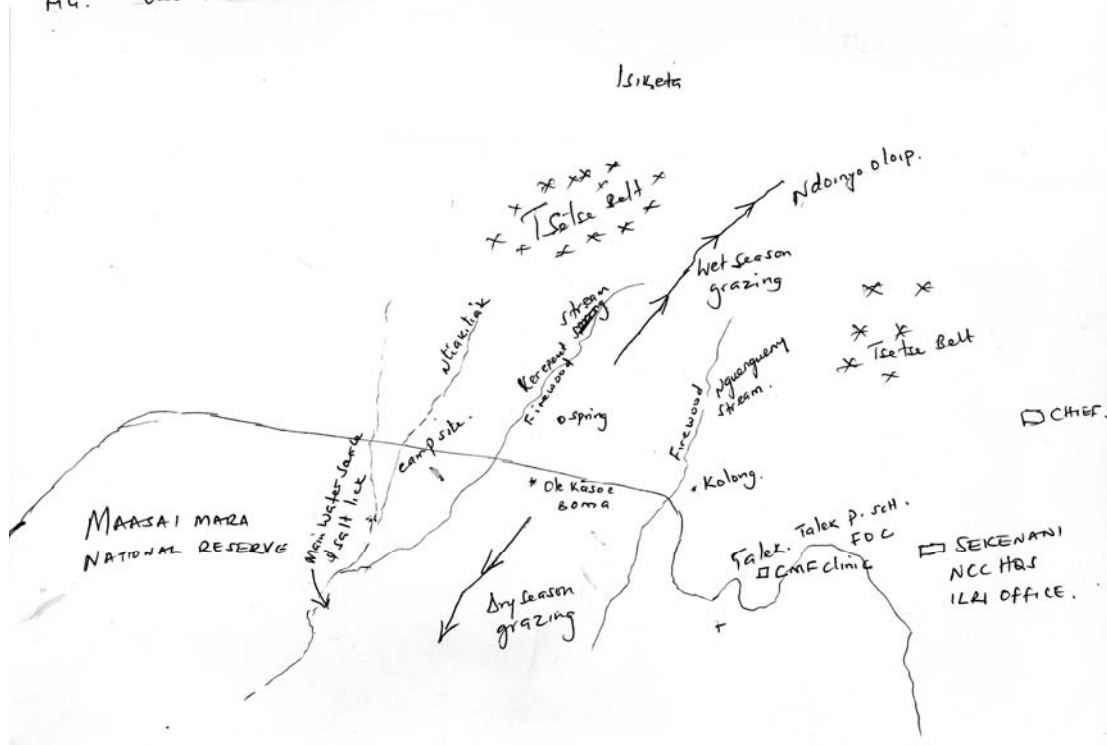 Isiketa
Ndoinyo Oloip.
Tsetse Belt
Wet season
grazing
Ntiakitiak
Kerepent stream
Firewood
spring
Firewood
Nguengueny
stream.
Tsetse Belt
CHIEF.
camp site.
Main water source
& salt lick
Ole Kasoe
Boma
Kolong.
MAASAI MARA
NATIONAL RESERVE
Talek. Talek P. SCH.
FOC
CMF clinic
SEKENANI
NCC HQS
ILRI OFFICE.
Dry season
grazing